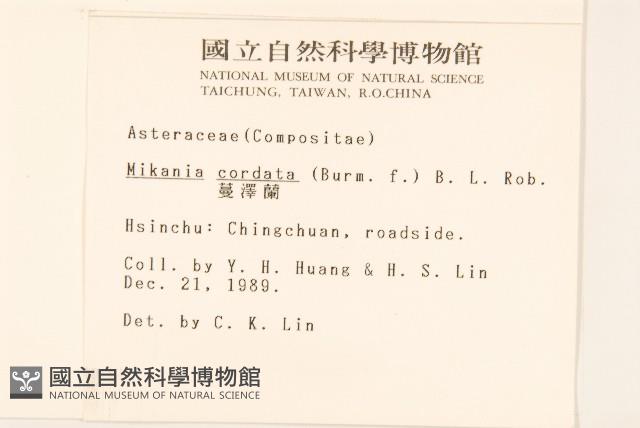 國立自然科學博物館
NATIONAL MUSEUM OF NATURAL SCIENCE
TAICHUNG, TAIWAN, R.O.CHINA
Asteraceae(Compositae)
Mikania cordata (Burm. f.) B. L. Rob.
蔓澤蘭
Hsinchu: Chingchuan, roadside.
Coll. by Y. H. Huang & H. S. Lin
Dec. 21, 1989.
Det. by C. K. Lin
國立自然科學博物館
NATIONAL MUSEUM OF NATURAL SCIENCE